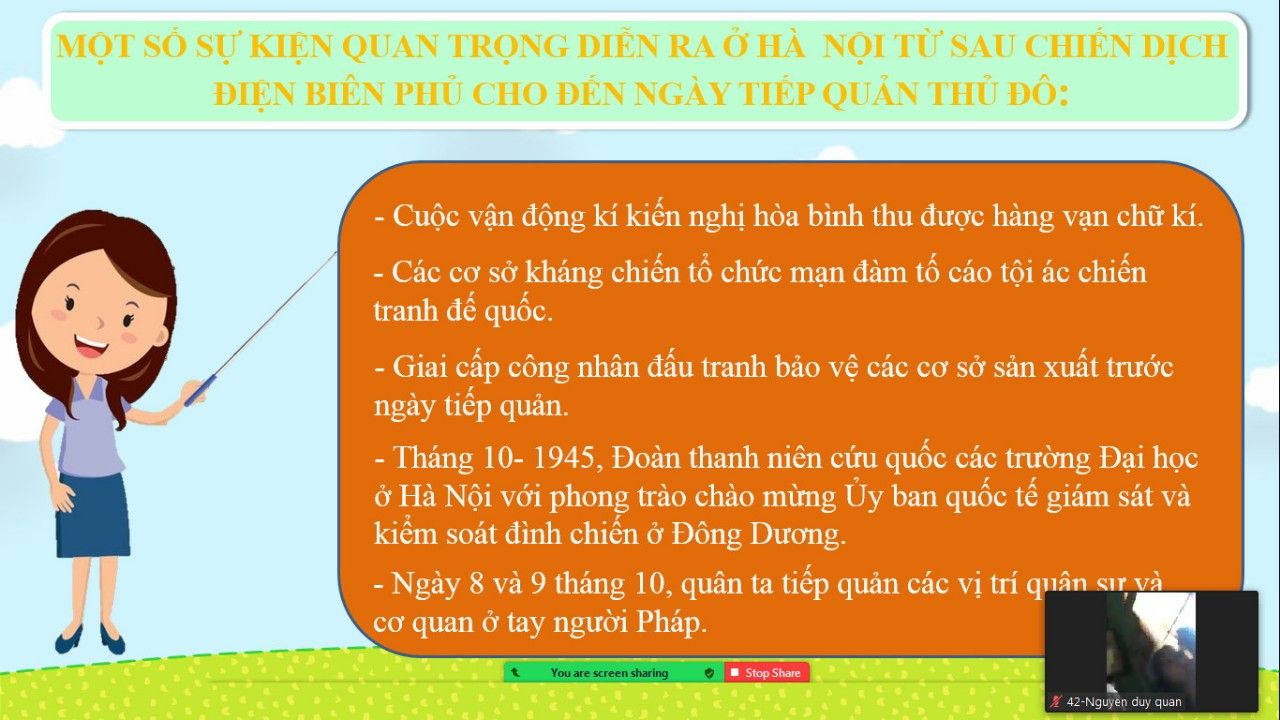 MỘT SỐ SỰ KIỆN QUAN TRỌNG DIỄN RA Ở HÀ NỘI TỪ SAU CHIẾN DỊCH
ĐIỆN BIÊN PHỦ CHO ĐẾN NGÀY TIẾP QUẢN THỦ ĐÔ:
- Cuộc vận động kí kiến nghị hòa bình thu được hàng vạn chữ kí.
- Các cơ sở kháng chiến tổ chức mạn đàm tố cáo tội ác chiến
tranh đế quốc.
- Giai cấp công nhân đấu tranh bảo vệ các cơ sở sản xuất trước
ngày tiếp quản.
- Tháng 10- 1945, Đoàn thanh niên cứu quốc các trường Đại học
ở Hà Nội với phong trào chào mừng Ủy ban quốc tế giám sát và
kiểm soát đình chiến ở Đông Dương.
- Ngày 8 và 9 tháng 10, quân ta tiếp quản các vị trí quân sự và
cơ quan ở tay người Pháp.
You are screen sharing
Stop Share
42-Nguyen duy quan